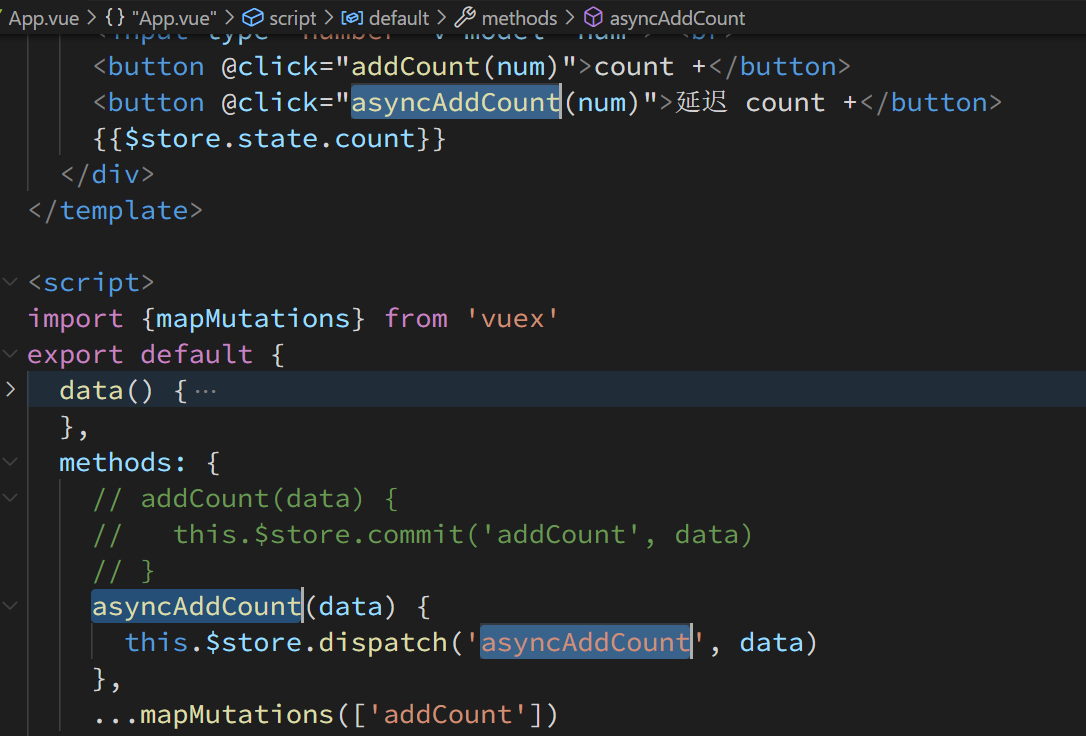 App.vue > {} "App.vue" > script > default > methods > asyncAddCount
<input type="number" v-model="num"> <br>
<button @click="addCount(num)">count +</button>
<button @click="asyncAddCount(num)">延迟 count +</button>
{{$store.state.count}}
</div>
</template>
<script>
import {mapMutations} from 'vuex'
export default {
data() {···
},
methods: {
// addCount(data) {
//   this.$store.commit('addCount', data)
// }
asyncAddCount(data) {
this.$store.dispatch('asyncAddCount', data)
},
...mapMutations(['addCount'])